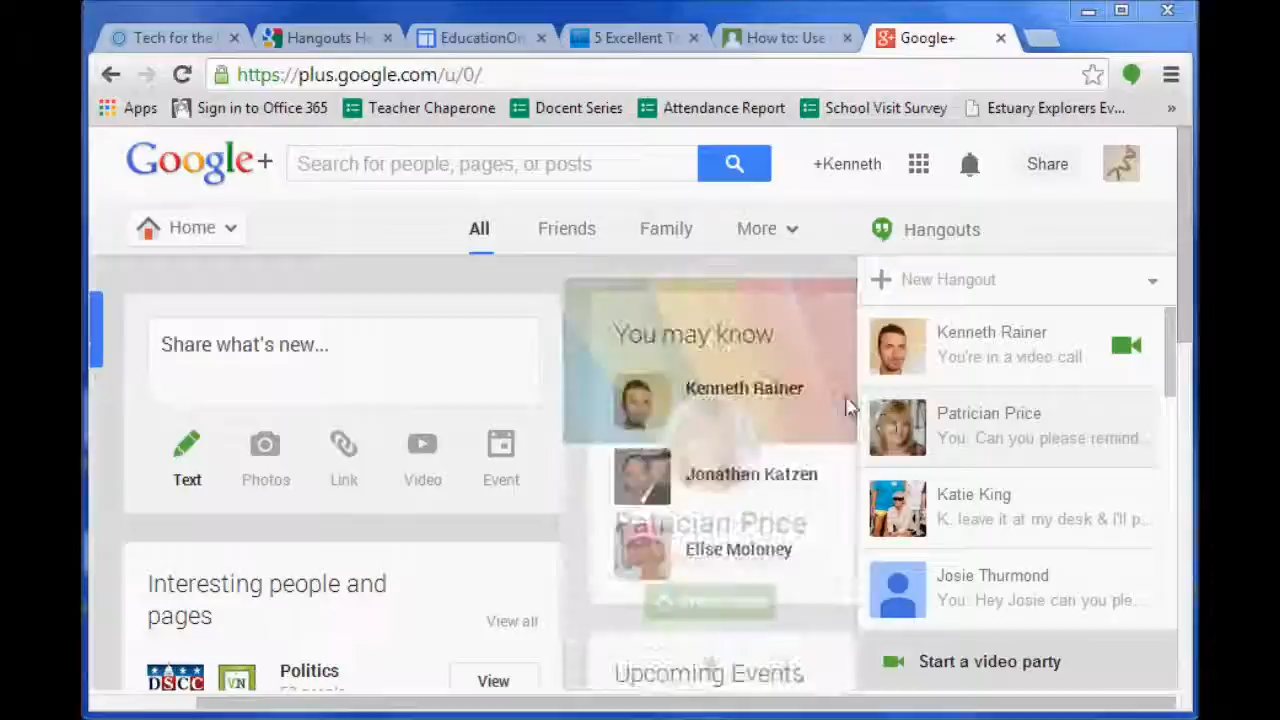 Tech for the
Hangouts He
EducationOn
5 Excellent T
How to: Use
Google+
https://plus.google.com/u/0/
Apps
Sign in to Office 365
Teacher Chaperone
Docent Series
Attendance Report
School Visit Survey
Estuary Explorers Ev...
»
Google+
Search for people, pages, or posts
+Kenneth
Share
Home
All
Friends
Family
More
Hangouts
New Hangout
Share what's new...
Text
Photos
Link
Video
Event
You may know
Kenneth Rainer
Jonathan Katzen
Patrician Price
Elise Moloney
Upcoming Events
Kenneth Rainer
You're in a video call
Patrician Price
You: Can you please remind...
Katie King
K. leave it at my desk & I'll p...
Josie Thurmond
You: Hey Josie can you ple...
Start a video party
Interesting people and
pages
View all
DSCC
VN
Politics
View